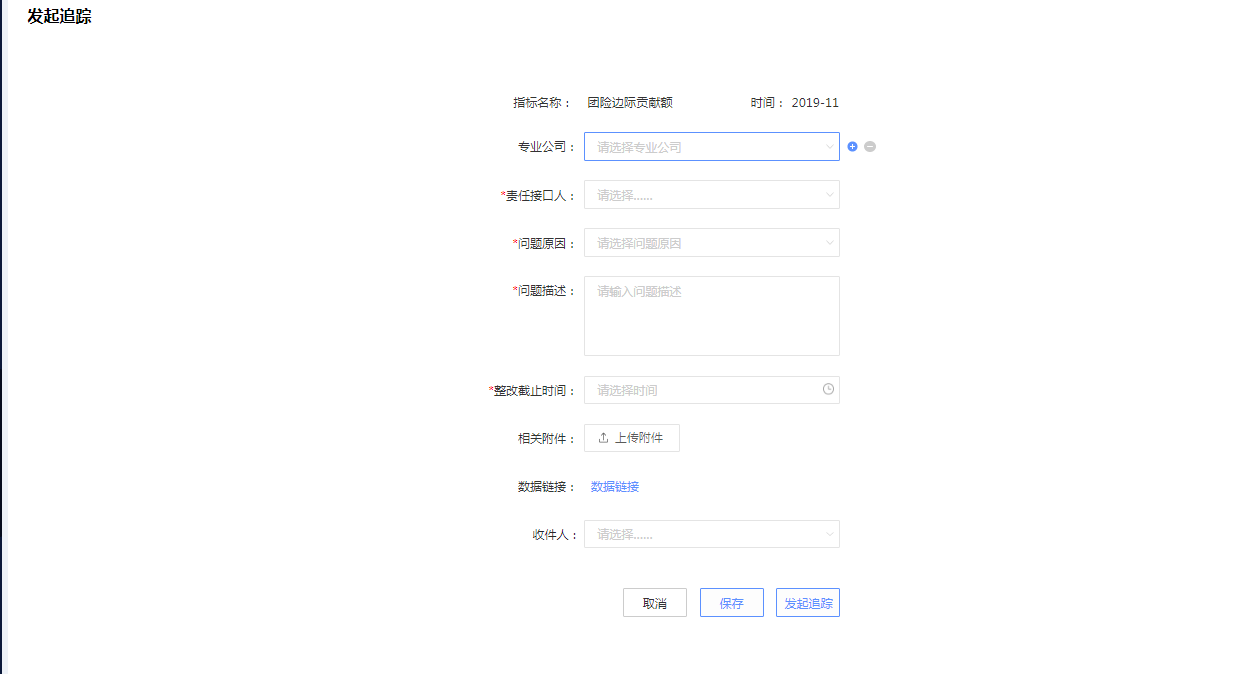 发起追踪
指标名称： 团险边际贡献额 时间： 2019-11
专业公司： 请选择专业公司
*责任接口人： 请选择......
*问题原因： 请选择问题原因
*问题描述： 请输入问题描述
*整改截止时间： 请选择时间
相关附件： 上传附件
数据链接： 数据链接
收件人： 请选择......
取消 保存 发起追踪